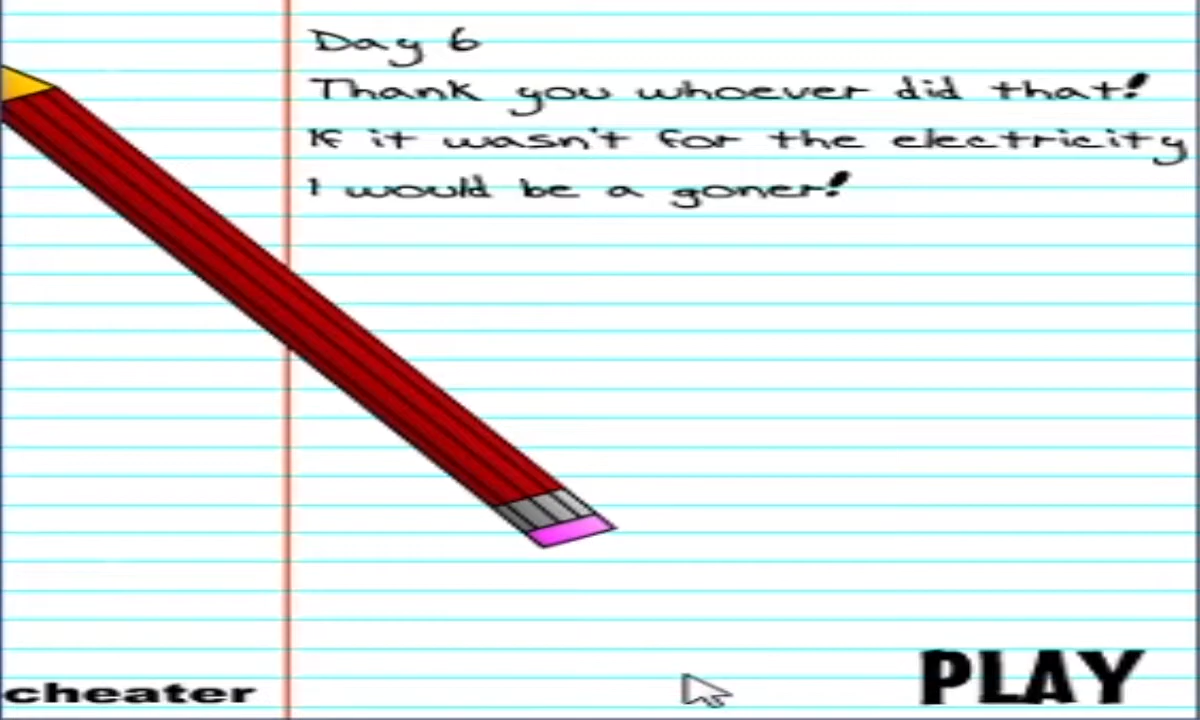 Day 6
Thank you whoever did that!
If it wasn't for the electricity
I would be a goner!
cheater
PLAY